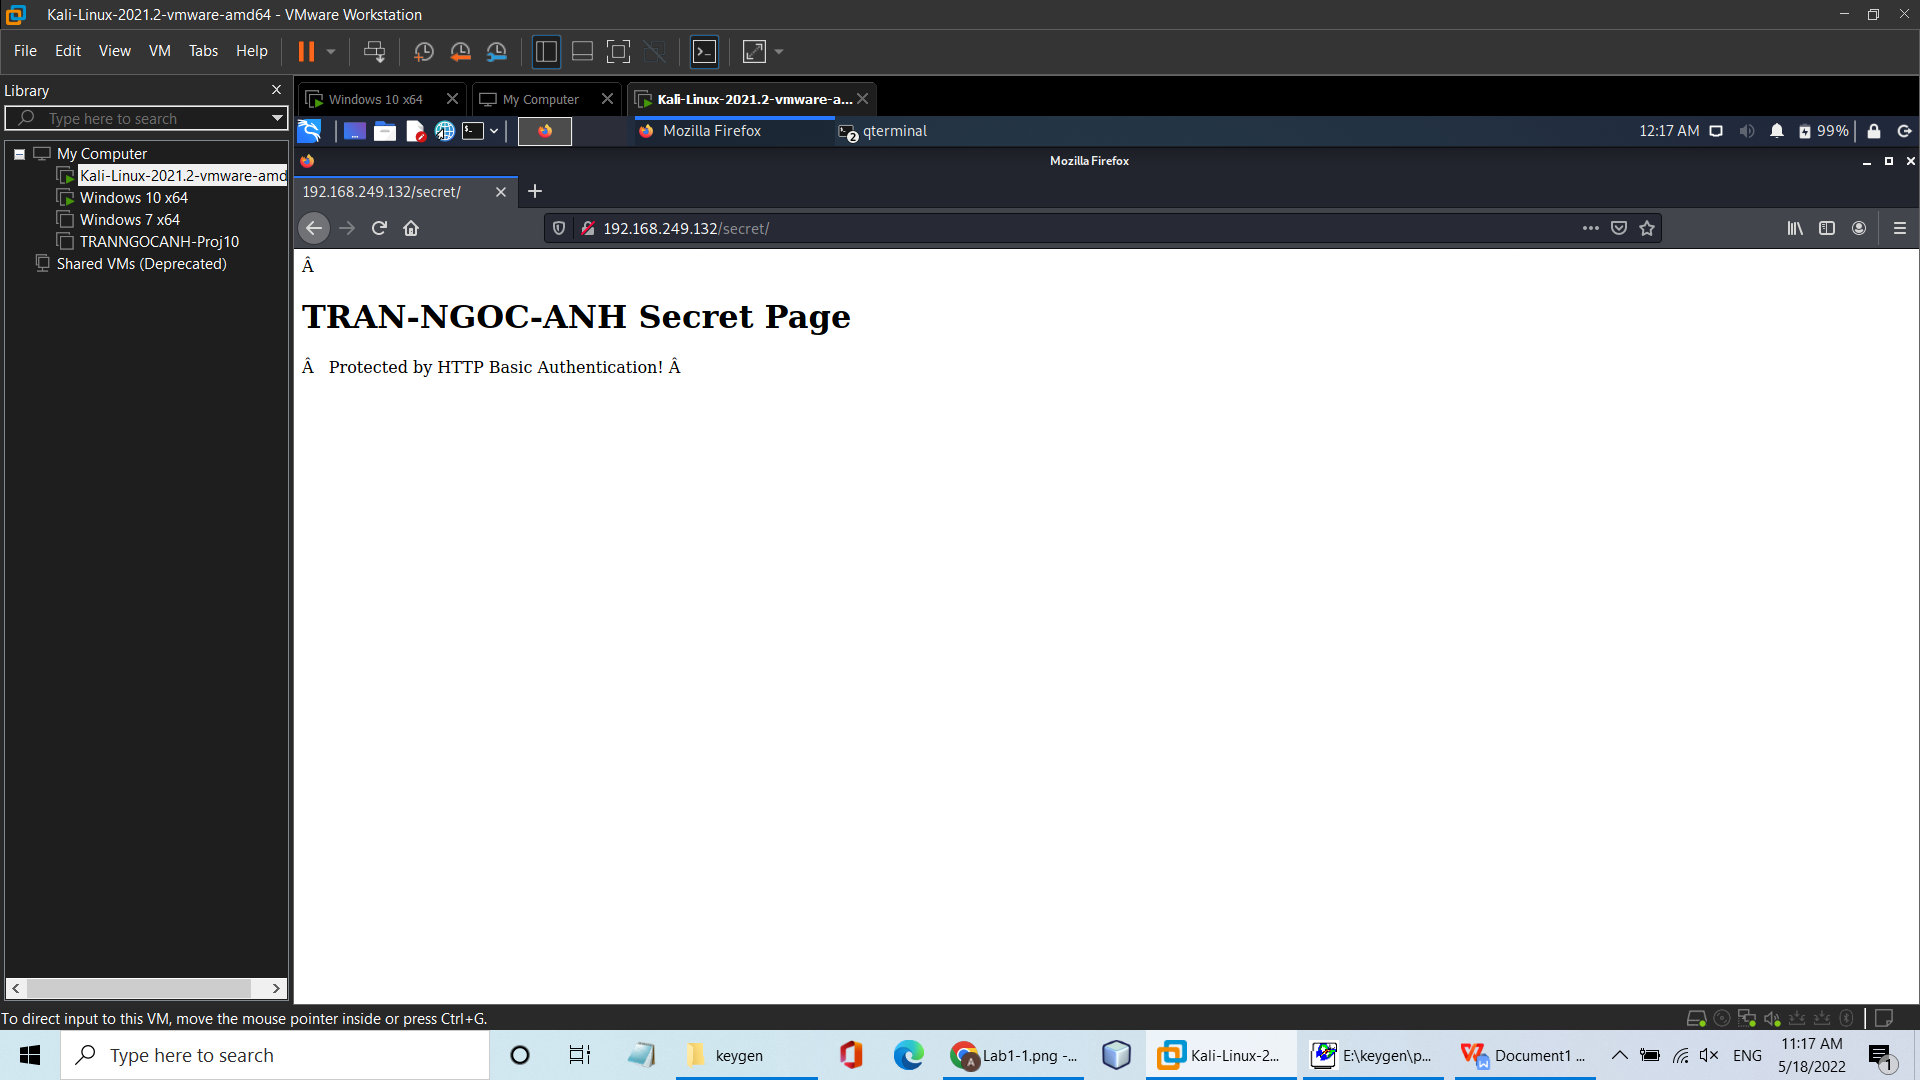 Kali-Linux-2021.2-vmware-amd64 - VMware Workstation
File Edit View VM Tabs Help
Library
Type here to search
My Computer
Kali-Linux-2021.2-vmware-amd
Windows 10 x64
Windows 7 x64
TRANNGOCANH-Proj10
Shared VMs (Deprecated)
Windows 10 x64 My Computer Kali-Linux-2021.2-vmware-a...
Mozilla Firefox 2 qterminal 12:17 AM 99%
Mozilla Firefox
192.168.249.132/secret/
192.168.249.132/secret/
Â
TRAN-NGOC-ANH Secret Page
Â Protected by HTTP Basic Authentication! Â
To direct input to this VM, move the mouse pointer inside or press Ctrl+G.
Type here to search keygen Lab1-1.png -... Kali-Linux-2... E:\keygen\p... Document1 ... ENG 11:17 AM
5/18/2022 1